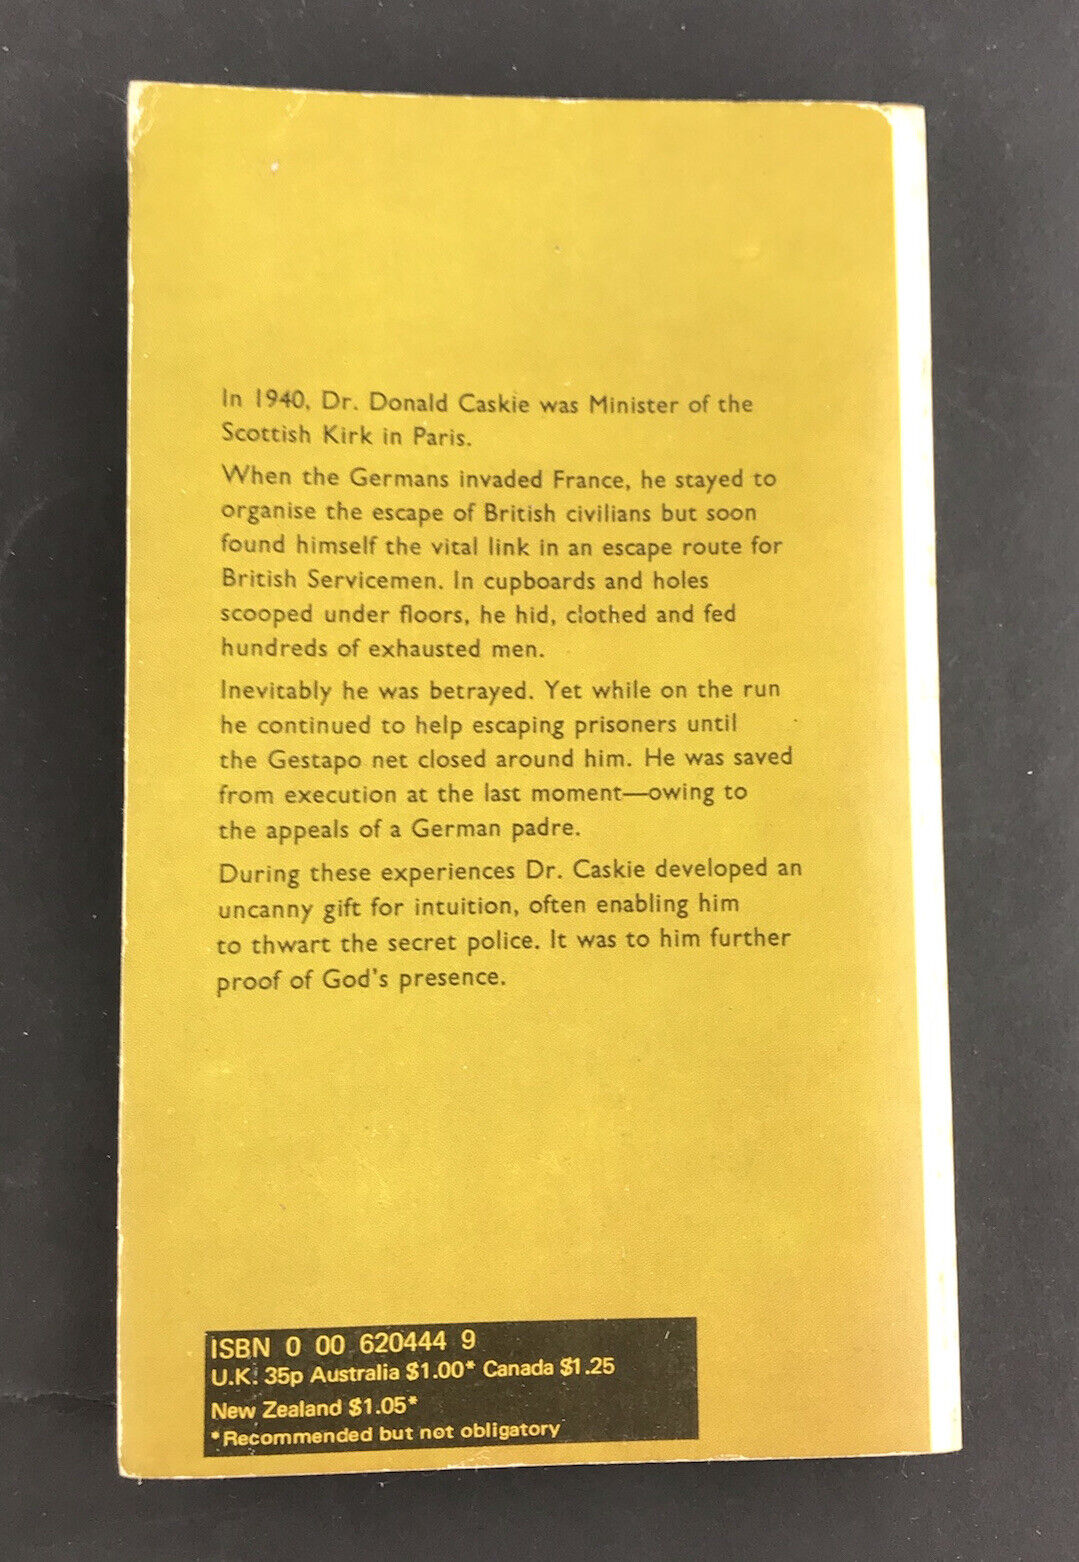 In 1940, Dr. Donald Caskie was Minister of the
Scottish Kirk in Paris.
When the Germans invaded France, he stayed to
organise the escape of British civilians but soon
found himself the vital link in an escape route for
British Servicemen. In cupboards and holes
scooped under floors, he hid, clothed and fed
hundreds of exhausted men.
Inevitably he was betrayed. Yet while on the run
he continued to help escaping prisoners until
the Gestapo net closed around him. He was saved
from execution at the last moment—owing to
the appeals of a German padre.
During these experiences Dr. Caskie developed an
uncanny gift for intuition, often enabling him
to thwart the secret police. It was to him further
proof of God's presence.
ISBN 0 00 620444 9
U.K. 35p Australia $1.00* Canada $1.25
New Zealand $1.05*
*Recommended but not obligatory